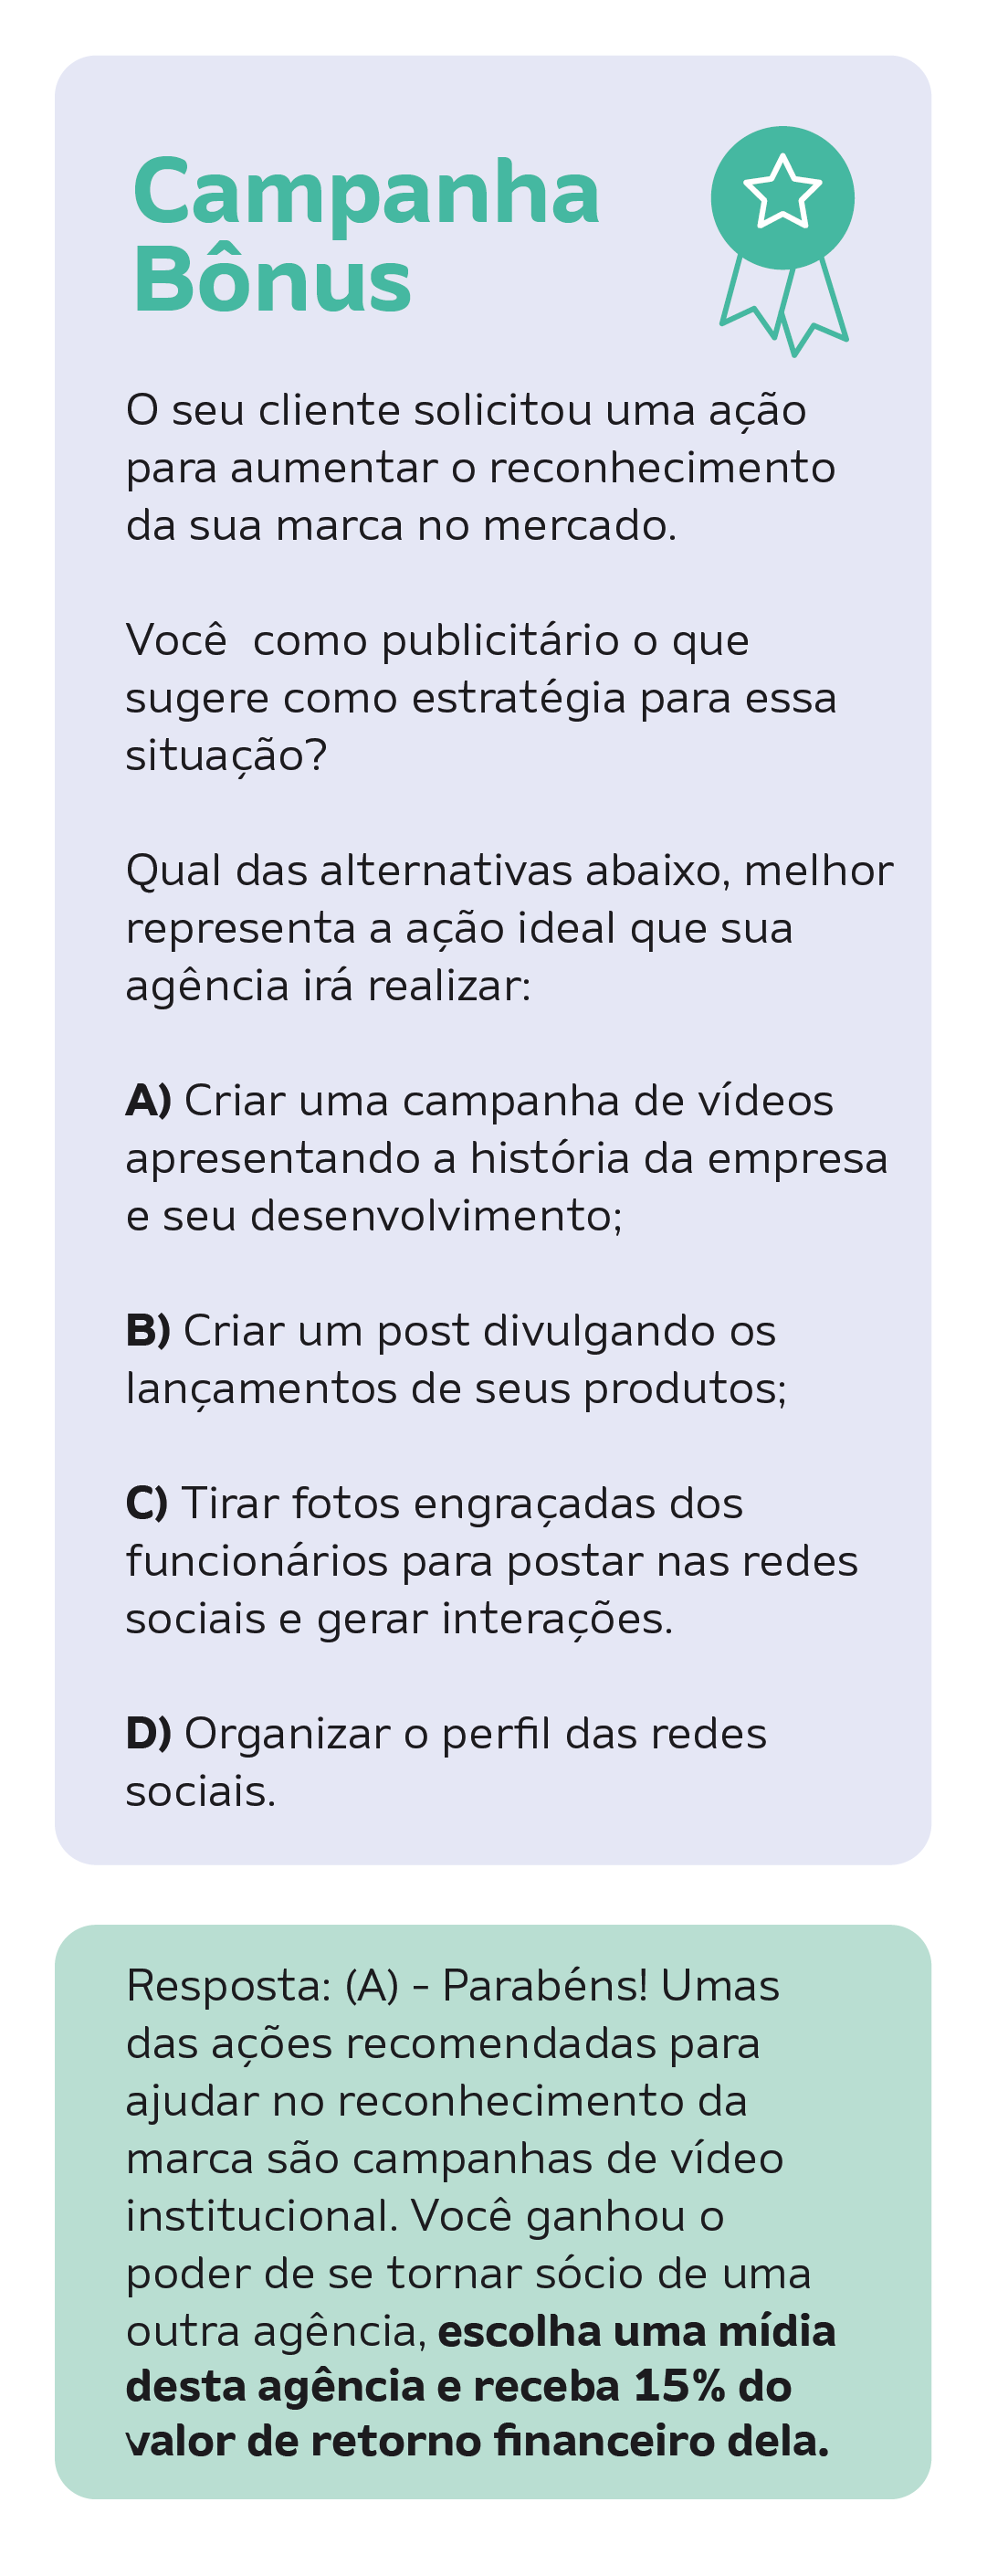 Campanha
Bônus
O seu cliente solicitou uma ação
para aumentar o reconhecimento
da sua marca no mercado.
Você  como publicitário o que
sugere como estratégia para essa
situação?
Qual das alternativas abaixo, melhor
representa a ação ideal que sua
agência irá realizar:
A) Criar uma campanha de vídeos
apresentando a história da empresa
e seu desenvolvimento;
B) Criar um post divulgando os
lançamentos de seus produtos;
C) Tirar fotos engraçadas dos
funcionários para postar nas redes
sociais e gerar interações.
D) Organizar o perfil das redes
sociais.
Resposta: (A) - Parabéns! Umas
das ações recomendadas para
ajudar no reconhecimento da
marca são campanhas de vídeo
institucional. Você ganhou o
poder de se tornar sócio de uma
outra agência, escolha uma mídia
desta agência e receba 15% do
valor de retorno financeiro dela.